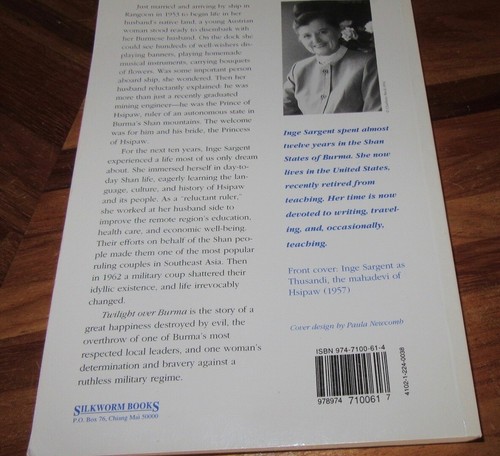 Just married and arriving by ship in
Rangoon in 1953 to begin life in her
husband's native land, a young Austrian
woman stood ready to disembark with
her Burmese husband. On the dock she
could see hundreds of well-wishers dis-
playing banners, playing homemade
musical instruments, carrying bouquets
of flowers. Was some important person
aboard ship, she wondered. Then her
husband reluctantly explained: he was
more than just a recently graduated
mining engineer—he was the Prince of
Hsipaw, ruler of an autonomous state in
Burma's Shan mountains. The welcome
was for him and his bride, the Princess
of Hsipaw.
For the next ten years, Inge Sargent
experienced a life most of us only dream
about. She immersed herself in day-to-
day Shan life, eagerly learning the lan-
guage, culture, and history of Hsipaw
and its people. As a "reluctant ruler,"
she worked at her husband side to
improve the remote region's education,
health care, and economic well-being.
Their efforts on behalf of the Shan peo-
ple made them one of the most popular
ruling couples in Southeast Asia. Then
in 1962 a military coup shattered their
idyllic existence, and life irrevocably
changed.
Twilight over Burma is the story of a
great happiness destroyed by evil, the
overthrow of one of Burma's most
respected local leaders, and one woman's
determination and bravery against a
ruthless military regime.
SILKWORM BOOKS
P.O. Box 76, Chiang Mai 50000
Inge Sargent spent almost
twelve years in the Shan
States of Burma. She now
lives in the United States,
recently retired from
teaching. Her time is now
devoted to writing, travel-
ing, and, occasionally,
teaching.
Front cover: Inge Sargent as
Thusandi, the mahadevi of
Hsipaw (1957)
Cover design by Paula Newcomb
ISBN 974-7100-61-4
9 789747 100617
4102-1-224-0038